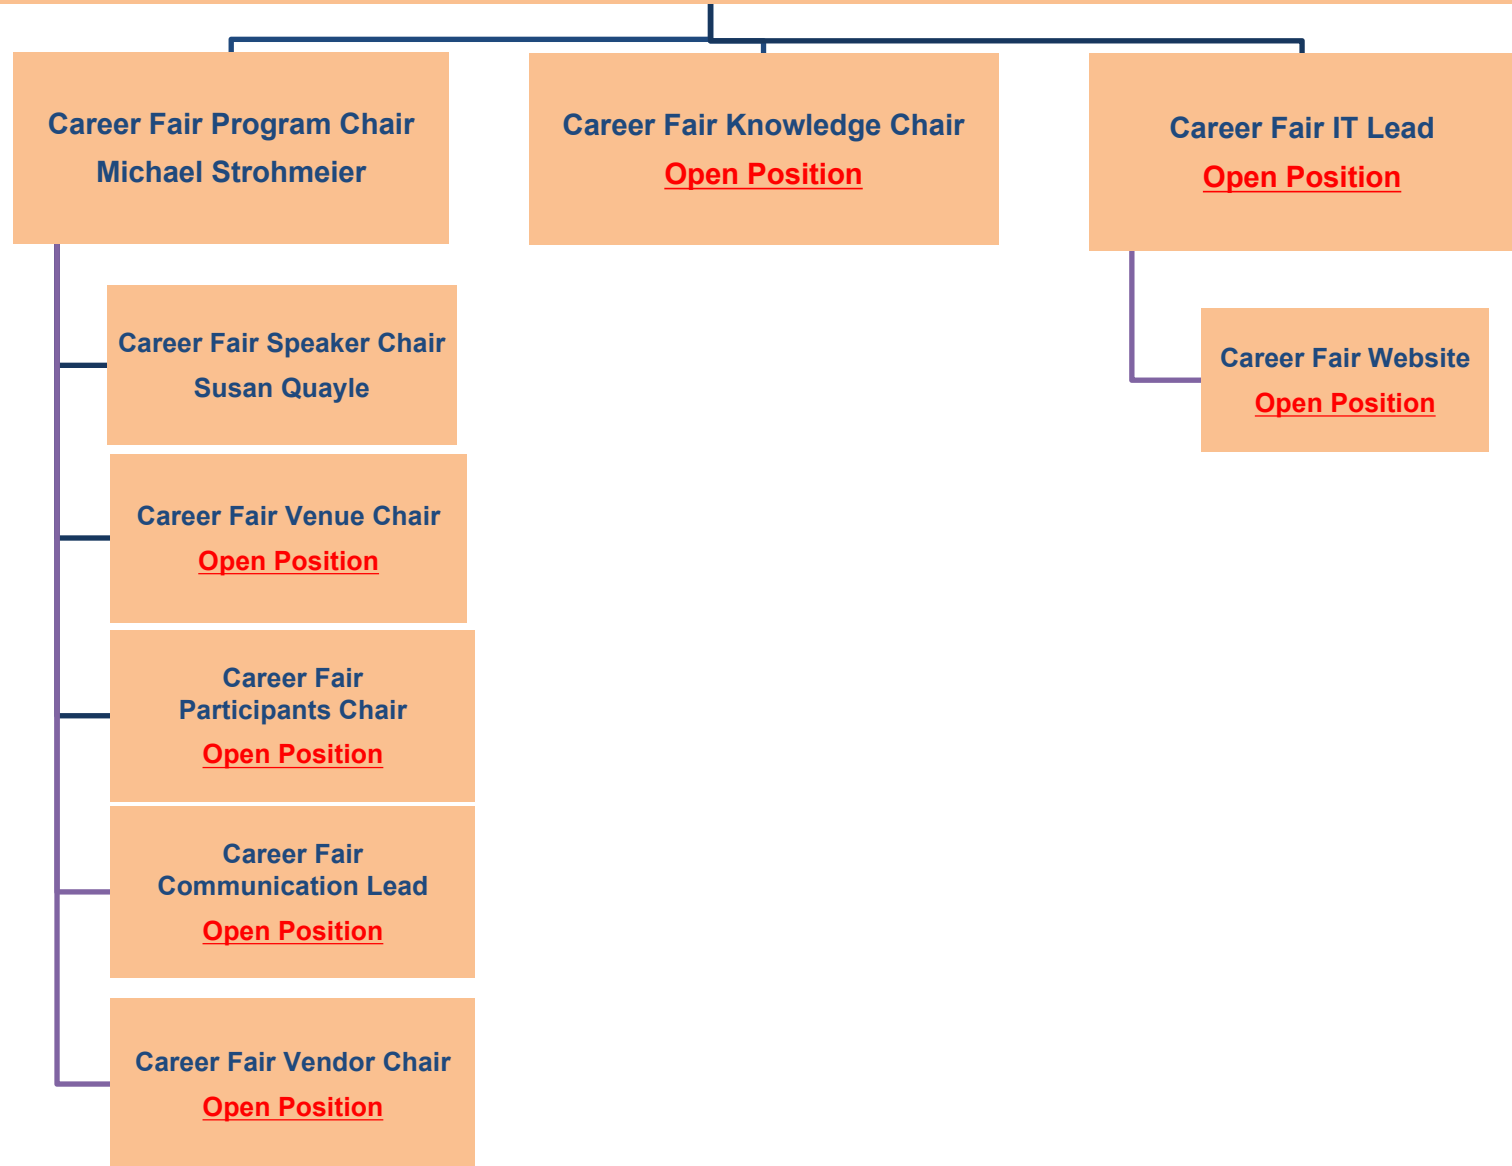 Career Fair Program Chair
Michael Strohmeier
Career Fair Knowledge Chair
Open Position
Career Fair IT Lead
Open Position
Career Fair Speaker Chair
Susan Quayle
Career Fair Website
Open Position
Career Fair Venue Chair
Open Position
Career Fair
Participants Chair
Open Position
Career Fair
Communication Lead
Open Position
Career Fair Vendor Chair
Open Position